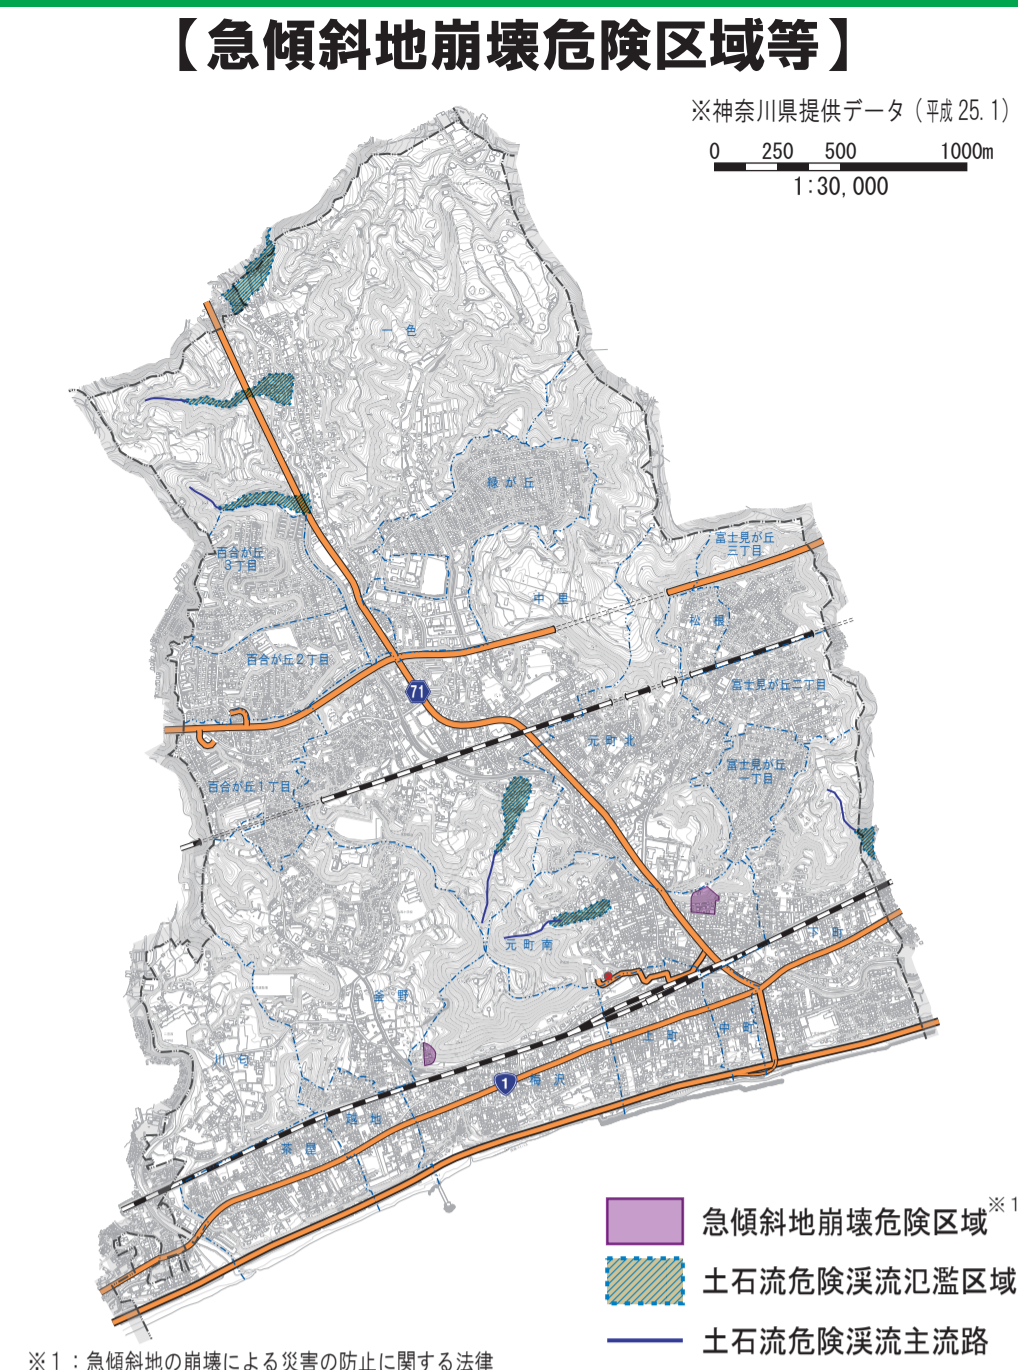 【急傾斜地崩壊危険区域等】
※神奈川県提供データ（平成25.1）
0 250 500 1000m
1:30,000
一色
緑が丘
富士見が丘
三丁目
百合が丘
3丁目
中里
松根
百合が丘2丁目
富士見が丘二丁目
71
元町北
富士見が丘
一丁目
百合が丘1丁目
下町
元町南
釜野
上町
中町
川匂
1
梅沢
茶屋
急傾斜地崩壊危険区域※1
土石流危険渓流氾濫区域
土石流危険渓流主流路
※1：急傾斜地の崩壊による災害の防止に関する法律